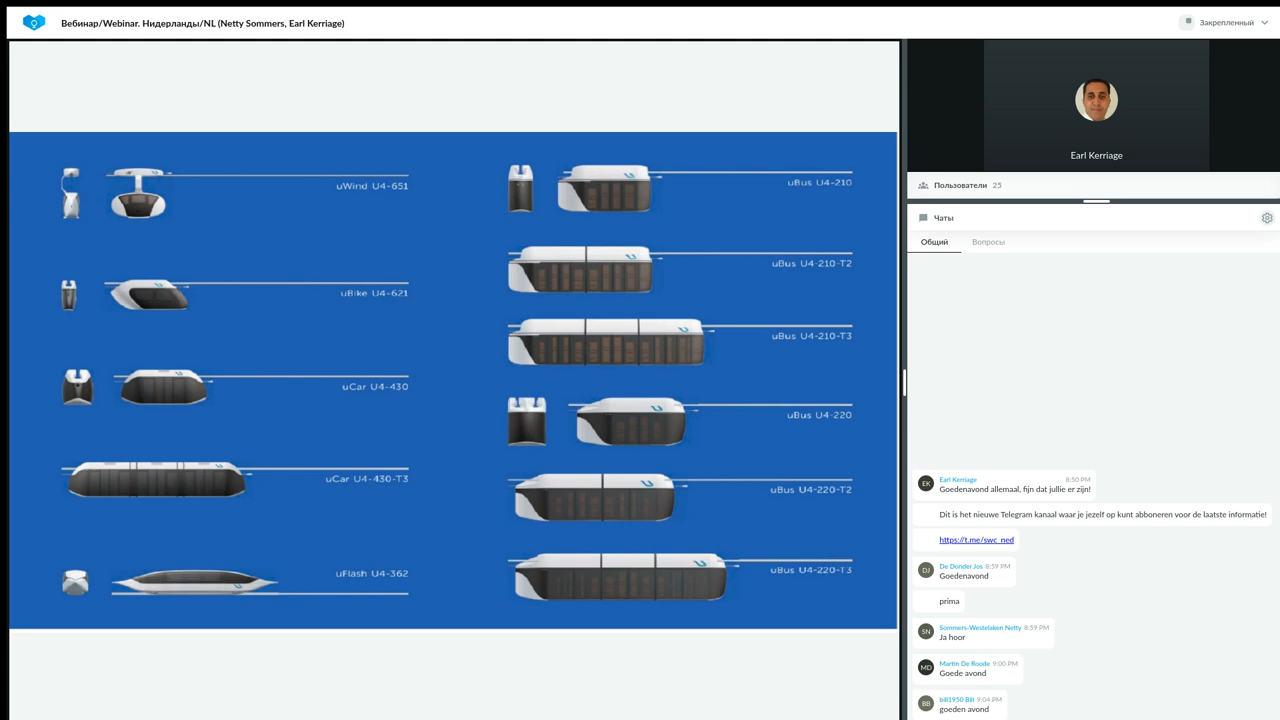 Вебинар/Webinar. Нидерланды/NL (Netty Sommers, Earl Kerriage)
Закрепленный
uWind U4-651
uBike U4-621
uCar U4-430
uCar U4-430-T3
uFlash U4-362
uBus U4-210
uBus U4-210-T2
uBus U4-210-T3
uBus U4-220
uBus U4-220-T2
uBus U4-220-T3
Earl Kerriage
Пользователи 25
Чаты
Общий Вопросы
EK
Earl Kerriage 8:50 PM
Goedenavond allemaal, fijn dat jullie er zijn!
Dit is het nieuwe Telegram kanaal waar je jezelf op kunt abboneren voor de laatste informatie!
https://t.me/swc_ned
DJ
De Donder Jos 8:59 PM
Goedenavond
prima
SN
Sommers-Westelaken Netty 8:59 PM
Ja hoor
MD
Martin De Roode 9:00 PM
Goede avond
BB
bill1950 Bill 9:04 PM
goeden avond